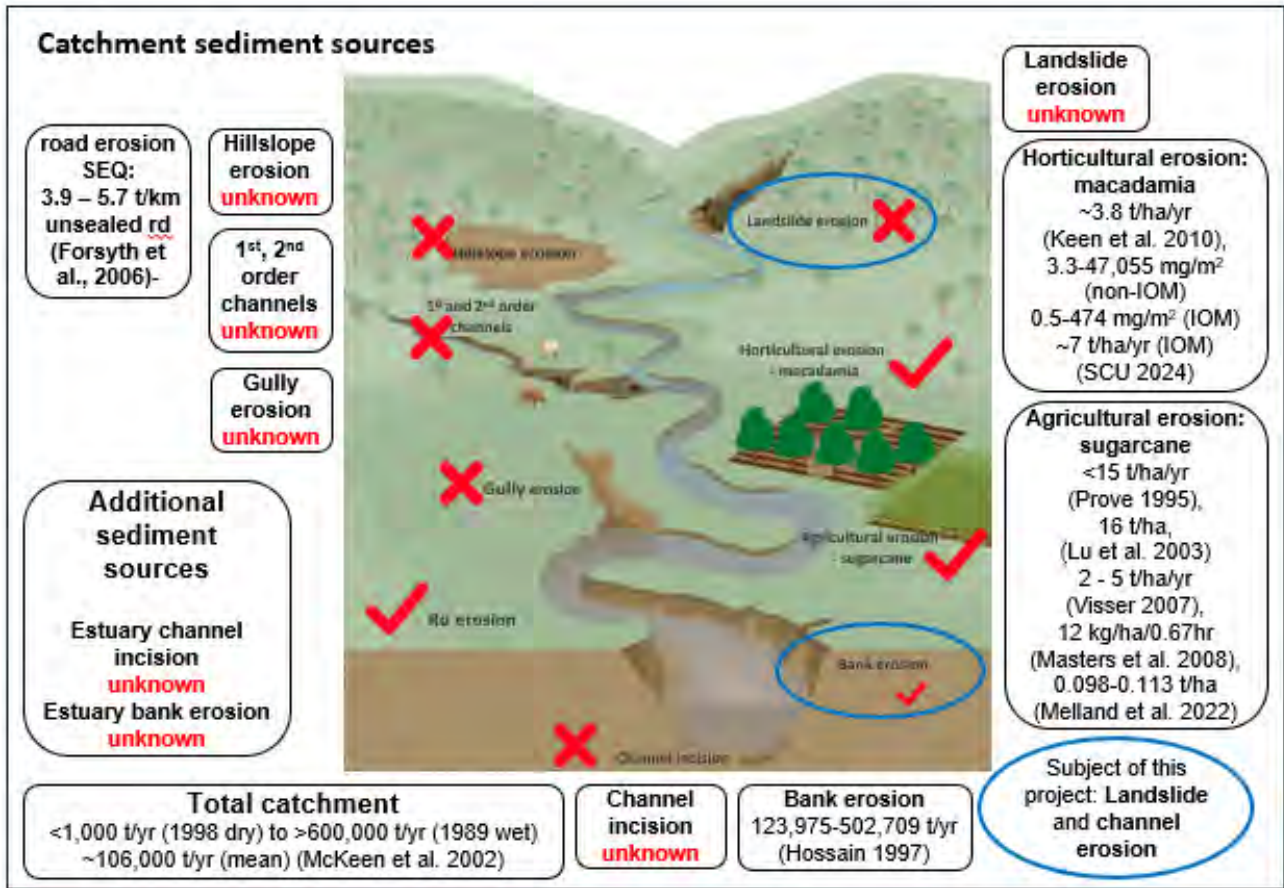 Catchment sediment sources
road erosion
SEQ:
3.9 – 5.7 t/km
unsealed rd
(Forsyth et
al., 2006)-
Hillslope
erosion
unknown
1st, 2nd
order
channels
unknown
Gully
erosion
unknown
Additional
sediment
sources
Estuary channel
incision
unknown
Estuary bank erosion
unknown
Landslide erosion
Hillslope erosion
1st and 2nd order
channels
Horticultural erosion
- macadamia
Gully erosion
Agricultural erosion
- sugarcane
Rd erosion
Bank erosion
Channel incision
Landslide
erosion
unknown
Horticultural erosion:
macadamia
~3.8 t/ha/yr
(Keen et al. 2010),
3.3-47,055 mg/m²
(non-IOM)
0.5-474 mg/m² (IOM)
~7 t/ha/yr (IOM)
(SCU 2024)
Agricultural erosion:
sugarcane
<15 t/ha/yr
(Prove 1995),
16 t/ha,
(Lu et al. 2003)
2 - 5 t/ha/yr
(Visser 2007),
12 kg/ha/0.67hr
(Masters et al. 2008),
0.098-0.113 t/ha
(Melland et al. 2022)
Total catchment
<1,000 t/yr (1998 dry) to >600,000 t/yr (1989 wet)
~106,000 t/yr (mean) (McKeen et al. 2002)
Channel
incision
unknown
Bank erosion
123,975-502,709 t/yr
(Hossain 1997)
Subject of this
project: Landslide
and channel
erosion